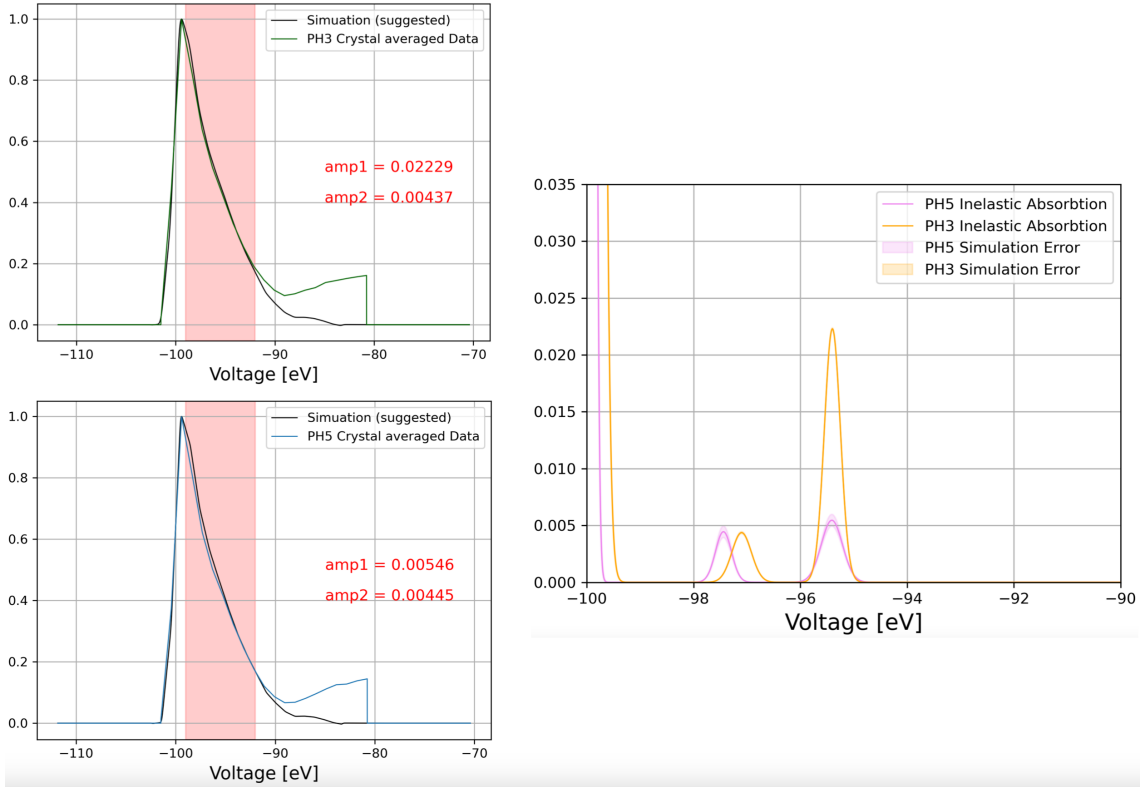 1.0
0.8
0.6
0.4
0.2
0.0
Simuation (suggested)
PH3 Crystal averaged Data
amp1 = 0.02229
amp2 = 0.00437
−110 −100 −90 −80 −70
Voltage [eV]
1.0
0.8
0.6
0.4
0.2
0.0
Simuation (suggested)
PH5 Crystal averaged Data
amp1 = 0.00546
amp2 = 0.00445
−110 −100 −90 −80 −70
Voltage [eV]
0.035
0.030
0.025
0.020
0.015
0.010
0.005
0.000
PH5 Inelastic Absorbtion
PH3 Inelastic Absorbtion
PH5 Simulation Error
PH3 Simulation Error
−100 −98 −96 −94 −92 −90
Voltage [eV]